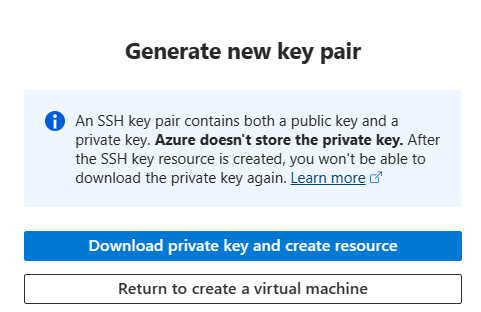 Generate new key pair
An SSH key pair contains both a public key and a
private key. Azure doesn't store the private key. After
the SSH key resource is created, you won't be able to
download the private key again. Learn more
Download private key and create resource
Return to create a virtual machine